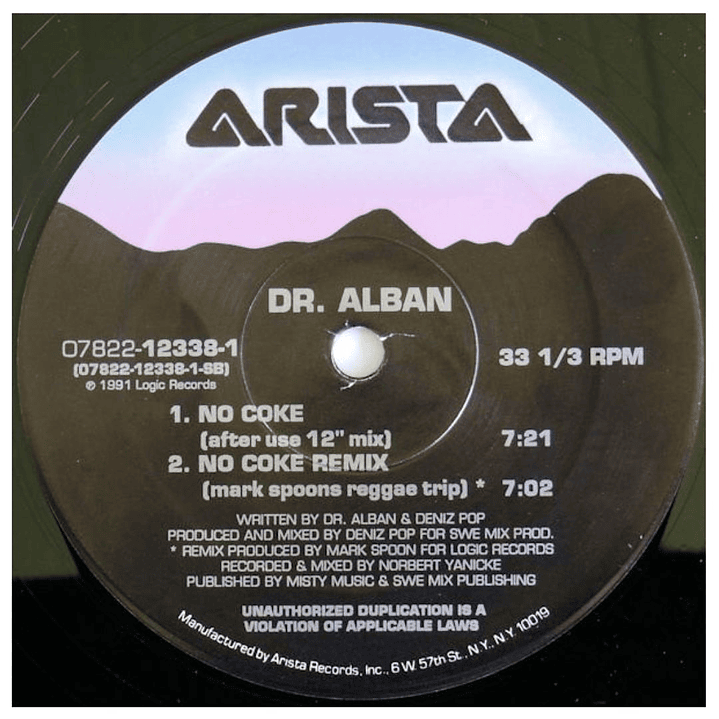 ARISTA
DR. ALBAN
07822-12338-1
(07822-12338-1-SB)
℗ 1991 Logic Records
33 1/3 RPM
1. NO COKE
(after use 12" mix) 7:21
2. NO COKE REMIX
(mark spoons reggae trip) * 7:02
WRITTEN BY DR. ALBAN & DENIZ POP
PRODUCED AND MIXED BY DENIZ POP FOR SWE MIX PROD.
* REMIX PRODUCED BY MARK SPOON FOR LOGIC RECORDS
RECORDED & MIXED BY NORBERT YANICKE
PUBLISHED BY MISTY MUSIC & SWE MIX PUBLISHING
UNAUTHORIZED DUPLICATION IS A
VIOLATION OF APPLICABLE LAWS
Manufactured by Arista Records, Inc., 6 W. 57th St., N.Y., N.Y. 10019